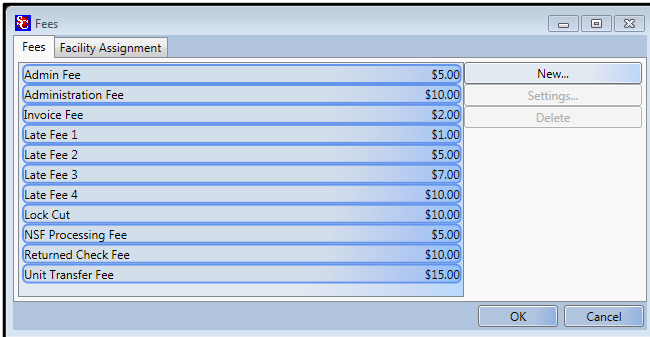 SC Fees
Fees Facility Assignment
Admin Fee $5.00 New...
Administration Fee $10.00 Settings...
Invoice Fee $2.00 Delete
Late Fee 1 $1.00
Late Fee 2 $5.00
Late Fee 3 $7.00
Late Fee 4 $10.00
Lock Cut $10.00
NSF Processing Fee $5.00
Returned Check Fee $10.00
Unit Transfer Fee $15.00
OK Cancel